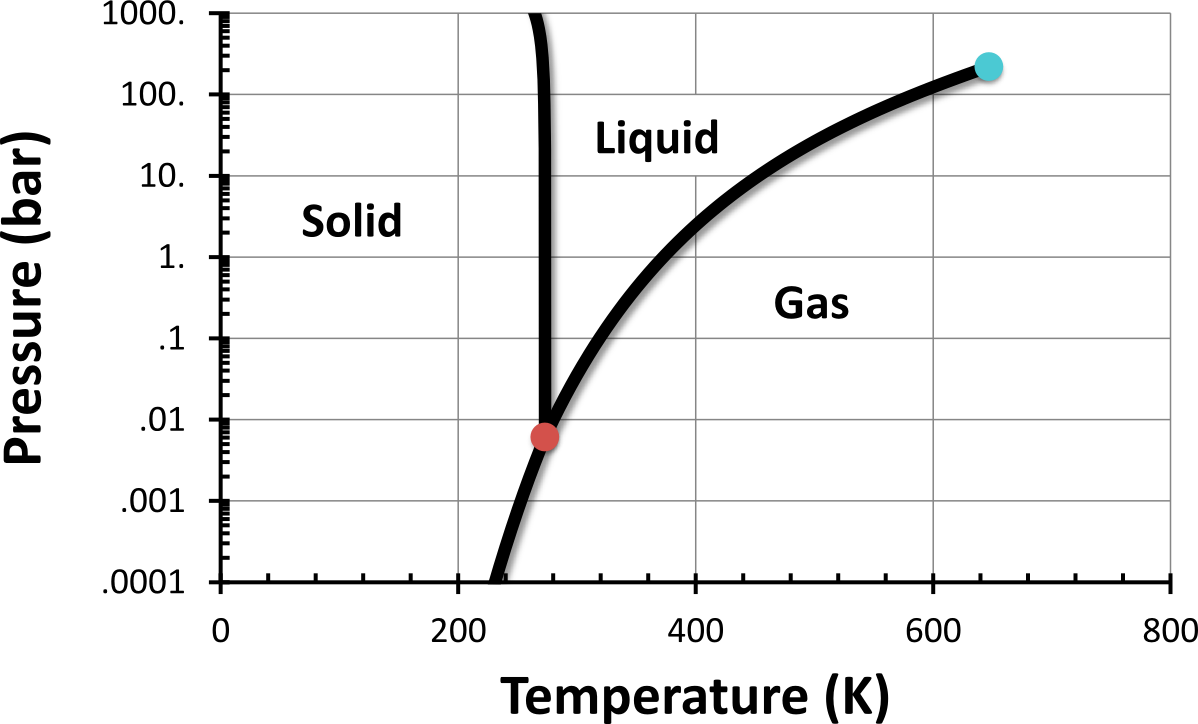 1000.
100.
10.
1.
.1
.01
.001
.0001
Pressure (bar)
Solid
Liquid
Gas
0 200 400 600 800
Temperature (K)